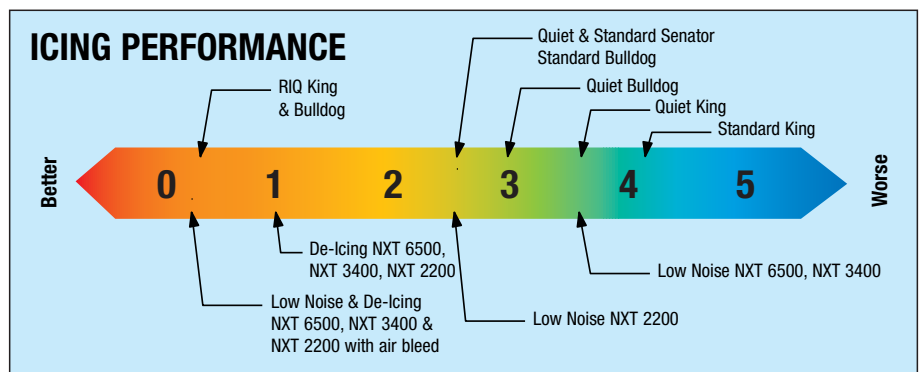 ICING PERFORMANCE
Quiet & Standard Senator
Standard Bulldog
RIQ King
& Bulldog
Quiet Bulldog
Quiet King
Standard King
Better
0 1 2 3 4 5
Worse
De-Icing NXT 6500,
NXT 3400, NXT 2200
Low Noise NXT 6500, NXT 3400
Low Noise & De-Icing
NXT 6500, NXT 3400 &
NXT 2200 with air bleed
Low Noise NXT 2200